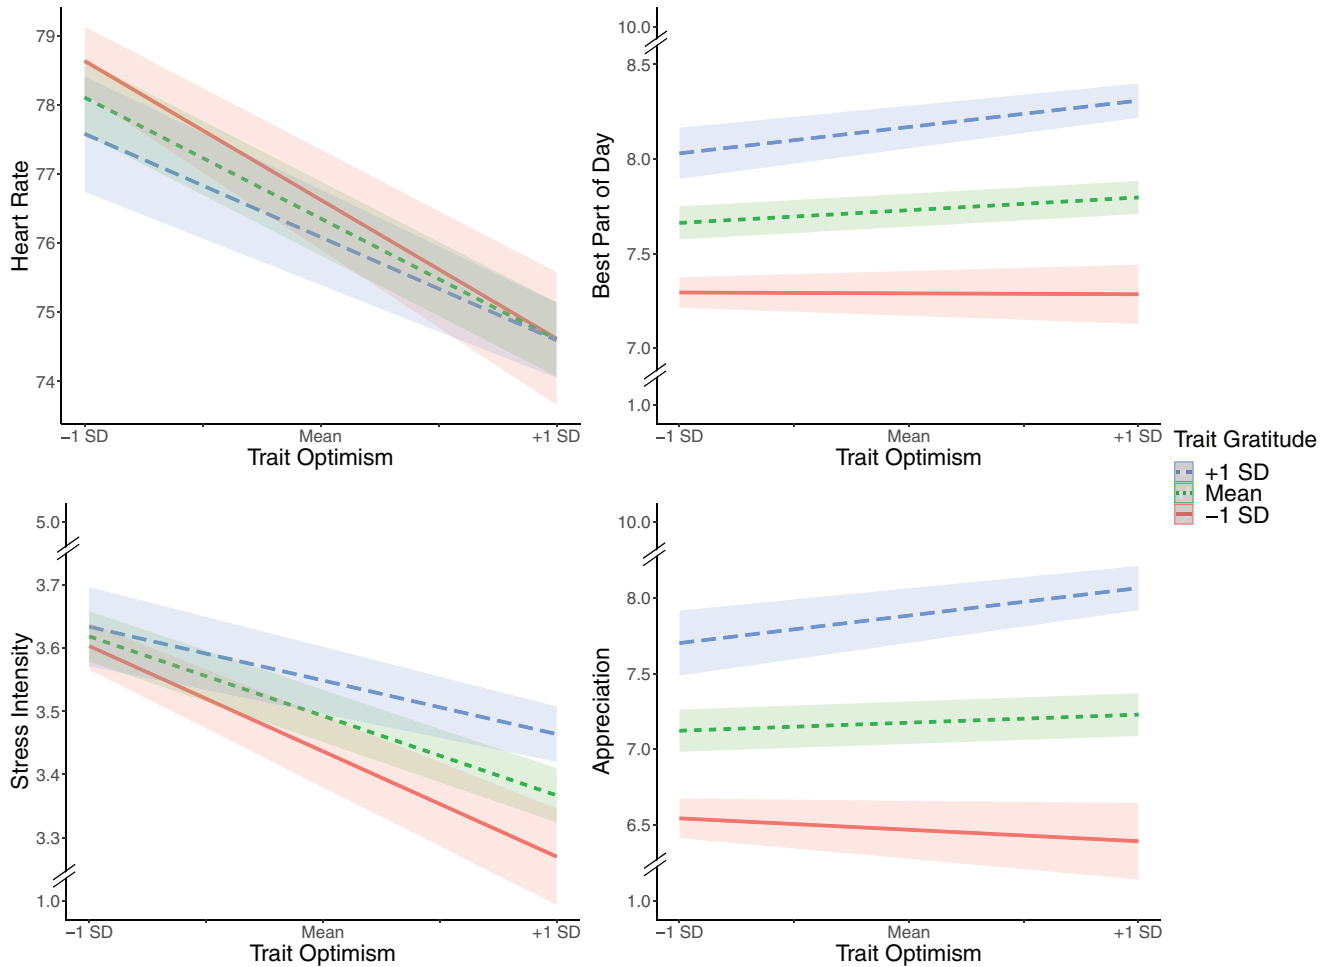 79
78
77
76
75
74
Heart Rate
−1 SD
Mean
+1 SD
Trait Optimism
10.0
8.5
8.0
7.5
7.0
1.0
Best Part of Day
−1 SD
Mean
+1 SD
Trait Optimism
Trait Gratitude
+1 SD
Mean
−1 SD
5.0
3.7
3.6
3.5
3.4
3.3
1.0
Stress Intensity
−1 SD
Mean
+1 SD
Trait Optimism
10.0
8.0
7.5
7.0
6.5
1.0
Appreciation
−1 SD
Mean
+1 SD
Trait Optimism